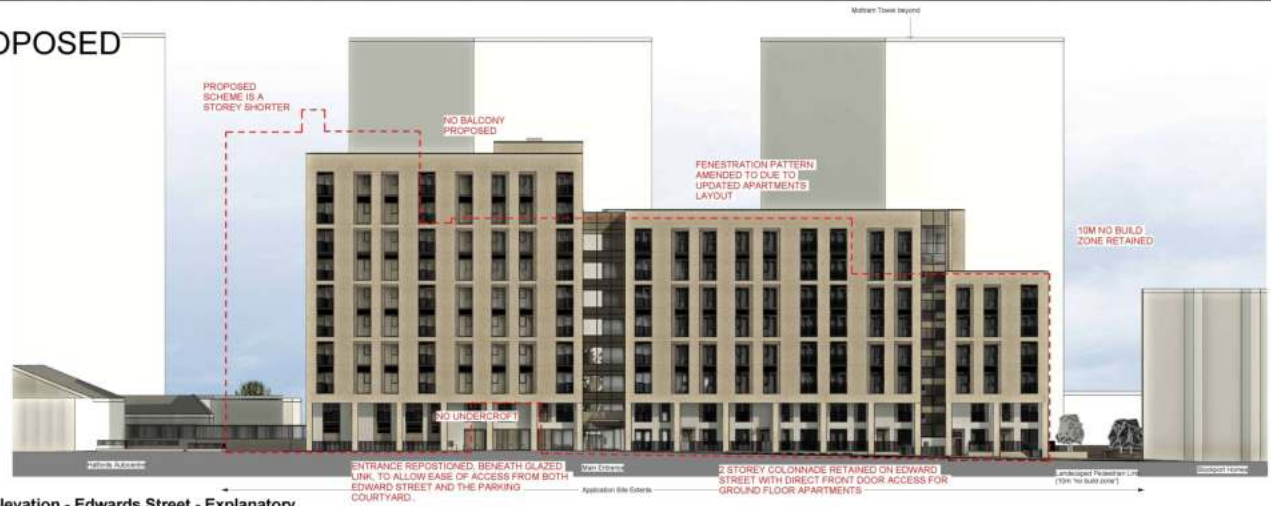 Mottram Tower beyond
OPOSED
PROPOSED
SCHEME IS A
STOREY SHORTER
NO BALCONY
PROPOSED
FENESTRATION PATTERN
AMENDED TO DUE TO
UPDATED APARTMENTS
LAYOUT
10M NO BUILD
ZONE RETAINED
NO UNDERCROFT
Halfords Autocentre
ENTRANCE REPOSTIONED, BENEATH GLAZED
LINK, TO ALLOW EASE OF ACCESS FROM BOTH
EDWARD STREET AND THE PARKING
COURTYARD.
Main Entrance
Application Site Extents
2 STOREY COLONNADE RETAINED ON EDWARD
STREET WITH DIRECT FRONT DOOR ACCESS FOR
GROUND FLOOR APARTMENTS
Landscaped Pedestrian Link
(10m "no build zone")
Stockport Homes
levation - Edwards Street - Explanatory